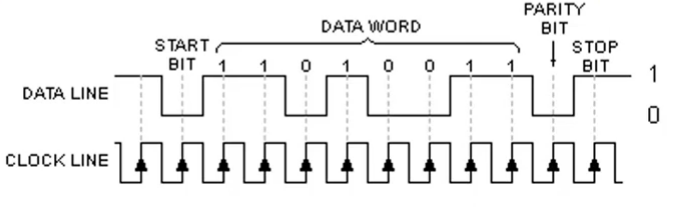 PARITY
BIT
DATA WORD
START
BIT
STOP
BIT
1 1 0 1 0 0 1 1
1
DATA LINE
0
CLOCK LINE